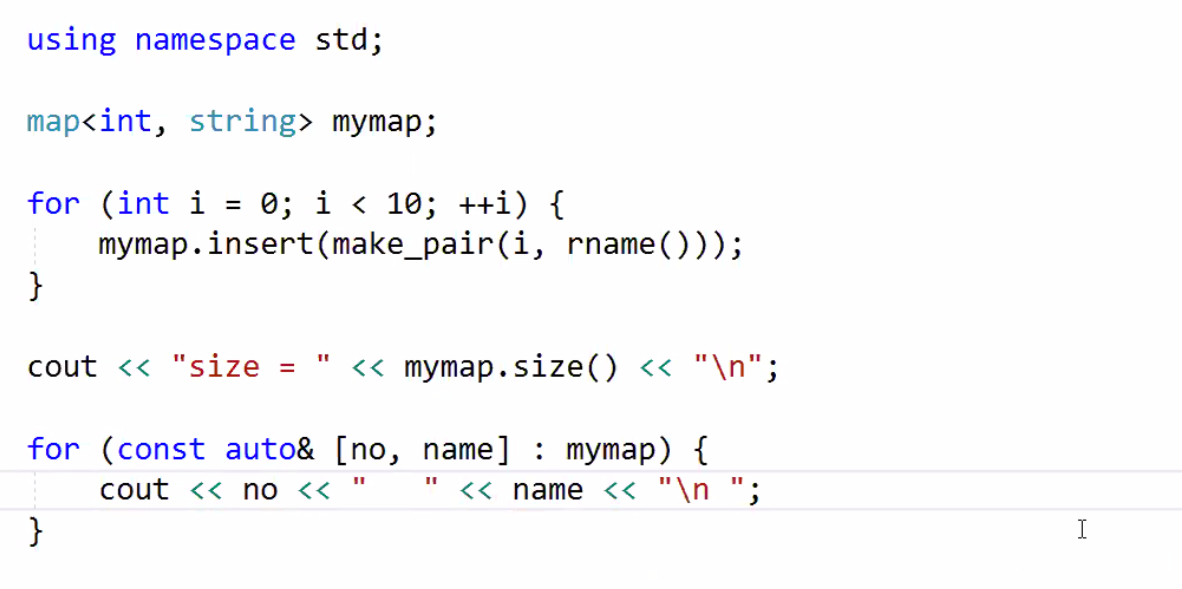 using namespace std;
map<int, string> mymap;
for (int i = 0; i < 10; ++i) {
mymap.insert(make_pair(i, rname()));
}
cout << "size = " << mymap.size() << "\n";
for (const auto& [no, name] : mymap) {
cout << no << "   " << name << "\n ";
}